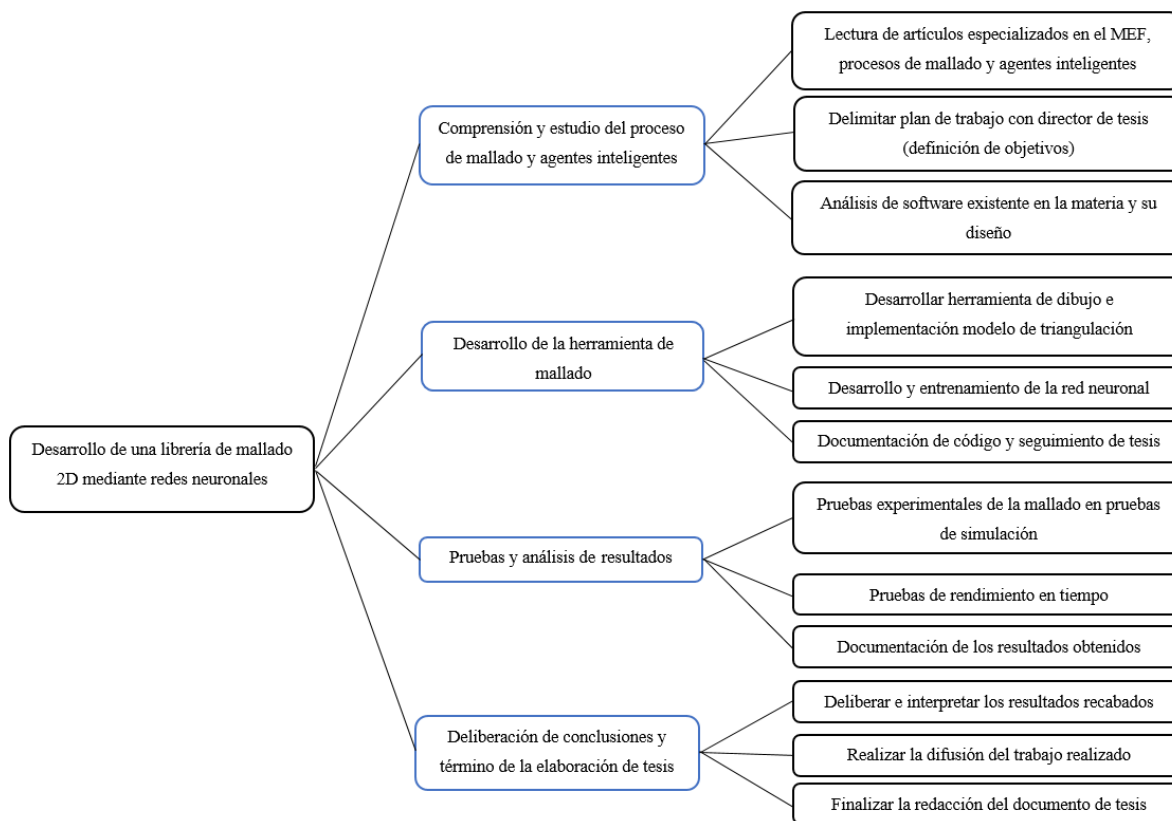 Desarrollo de una librería de mallado
2D mediante redes neuronales
Comprensión y estudio del proceso
de mallado y agentes inteligentes
Lectura de artículos especializados en el MEF,
procesos de mallado y agentes inteligentes
Delimitar plan de trabajo con director de tesis
(definición de objetivos)
Análisis de software existente en la materia y su
diseño
Desarrollo de la herramienta de
mallado
Desarrollar herramienta de dibujo e
implementación modelo de triangulación
Desarrollo y entrenamiento de la red neuronal
Documentación de código y seguimiento de tesis
Pruebas y análisis de resultados
Pruebas experimentales de la mallado en pruebas
de simulación
Pruebas de rendimiento en tiempo
Documentación de los resultados obtenidos
Deliberación de conclusiones y
término de la elaboración de tesis
Deliberar e interpretar los resultados recabados
Realizar la difusión del trabajo realizado
Finalizar la redacción del documento de tesis